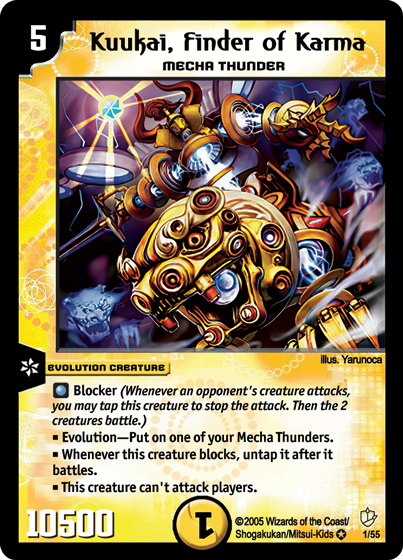 5
Kuukai, Finder of Karma
MECHA THUNDER
illus. Yarunoca
EVOLUTION CREATURE
Blocker (Whenever an opponent's creature attacks,
you may tap this creature to stop the attack. Then the 2
creatures battle.)
▪ Evolution—Put on one of your Mecha Thunders.
▪ Whenever this creature blocks, untap it after it
battles.
▪ This creature can't attack players.
10500
1
©2005 Wizards of the Coast/
Shogakukan/Mitsui-Kids
1/55